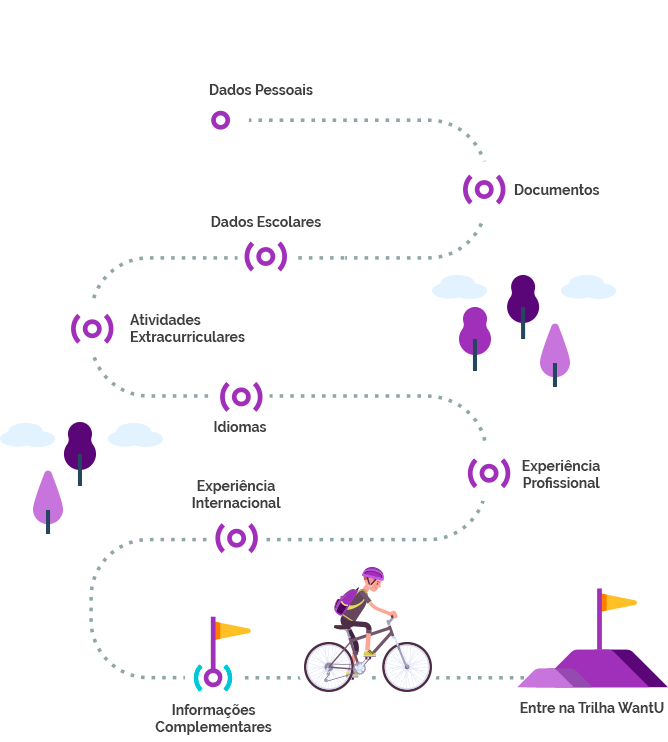 Dados Pessoais
Documentos
Dados Escolares
Atividades
Extracurriculares
Idiomas
Experiência
Profissional
Experiência
Internacional
Informações
Complementares
Entre na Trilha WantU